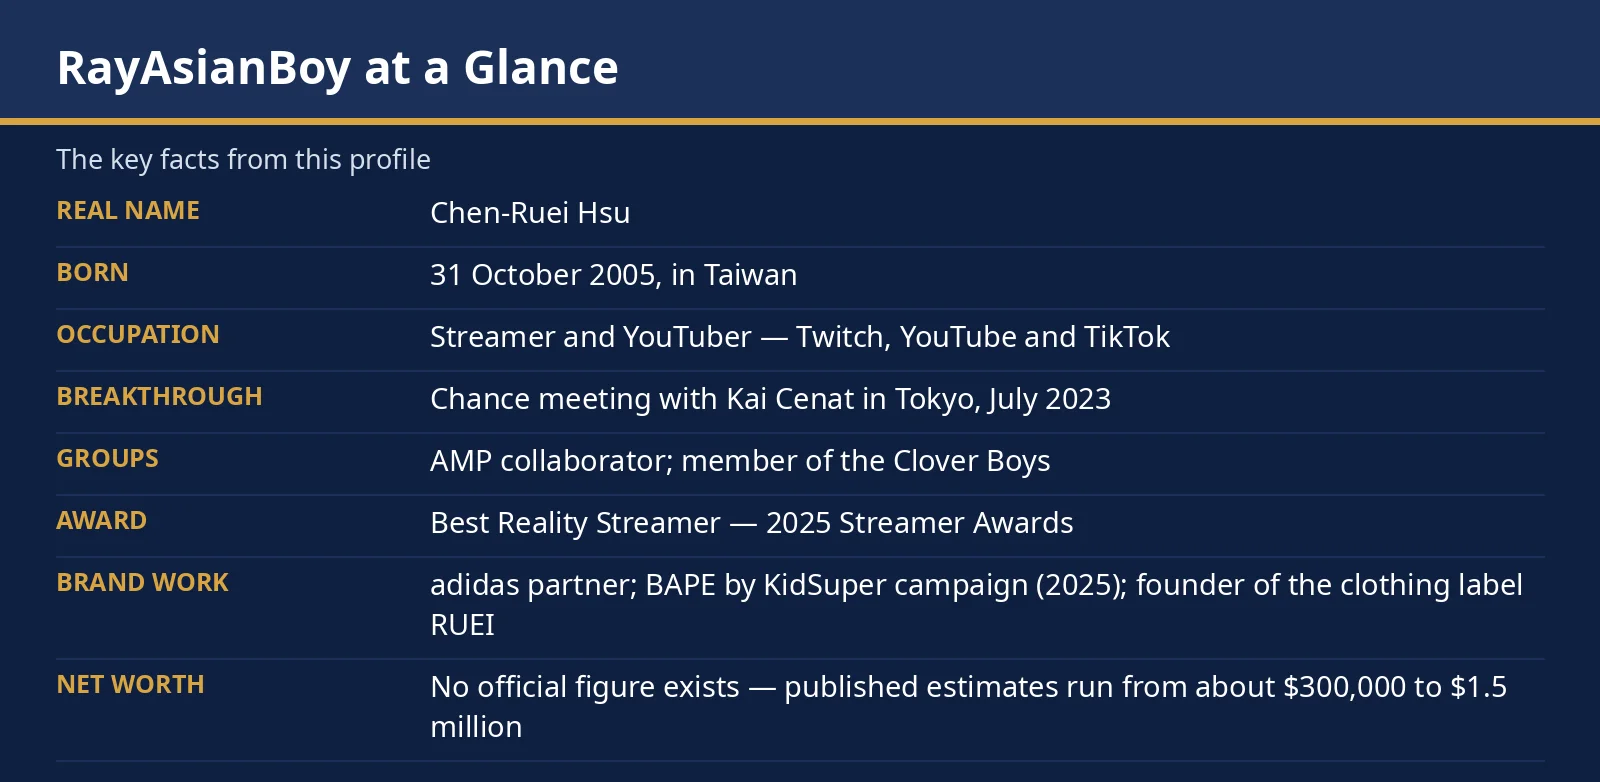 RayAsianBoy at a Glance
The key facts from this profile
REAL NAME
Chen-Ruei Hsu
BORN
31 October 2005, in Taiwan
OCCUPATION
Streamer and YouTuber — Twitch, YouTube and TikTok
BREAKTHROUGH
Chance meeting with Kai Cenat in Tokyo, July 2023
GROUPS
AMP collaborator; member of the Clover Boys
AWARD
Best Reality Streamer — 2025 Streamer Awards
BRAND WORK
adidas partner; BAPE by KidSuper campaign (2025); founder of the clothing label
RUEI
NET WORTH
No official figure exists — published estimates run from about $300,000 to $1.5
million